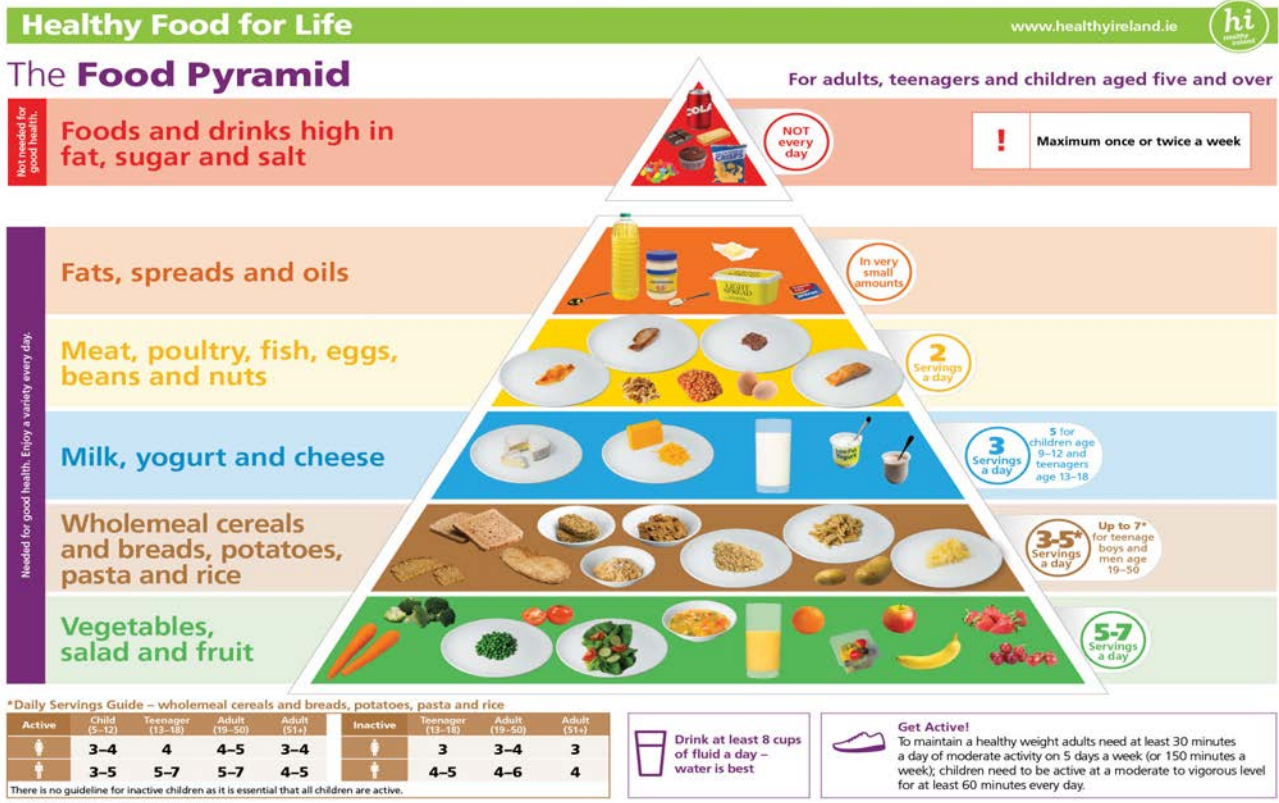 Healthy Food for Life
www.healthyireland.ie
hi
Healthy
Ireland
The Food Pyramid
For adults, teenagers and children aged five and over
Not needed for
good health.
Foods and drinks high in
fat, sugar and salt
COLA
CRISPS
NOT
every
day
!
Maximum once or twice a week
Needed for good health. Enjoy a variety every day.
Fats, spreads and oils
LIGHT
SPREAD
In very
small
amounts
Meat, poultry, fish, eggs,
beans and nuts
2
Servings
a day
Milk, yogurt and cheese
Yogurt
3
Servings
a day
5 for
children age
9–12 and
teenagers
age 13–18
Wholemeal cereals
and breads, potatoes,
pasta and rice
3-5*
Servings
a day
Up to 7*
for teenage
boys and
men age
19–50
Vegetables,
salad and fruit
5-7
Servings
a day
*Daily Servings Guide – wholemeal cereals and breads, potatoes, pasta and rice
Active Child (5–12) Teenager (13–18) Adult (19–50) Adult (51+) Inactive Teenager (13–18) Adult (19–50) Adult (51+)
3–4 4 4–5 3–4 3 3–4 3
3–5 5–7 5–7 4–5 4–5 4–6 4
There is no guideline for inactive children as it is essential that all children are active.
Drink at least 8 cups
of fluid a day –
water is best
Get Active!
To maintain a healthy weight adults need at least 30 minutes
a day of moderate activity on 5 days a week (or 150 minutes a
week); children need to be active at a moderate to vigorous level
for at least 60 minutes every day.